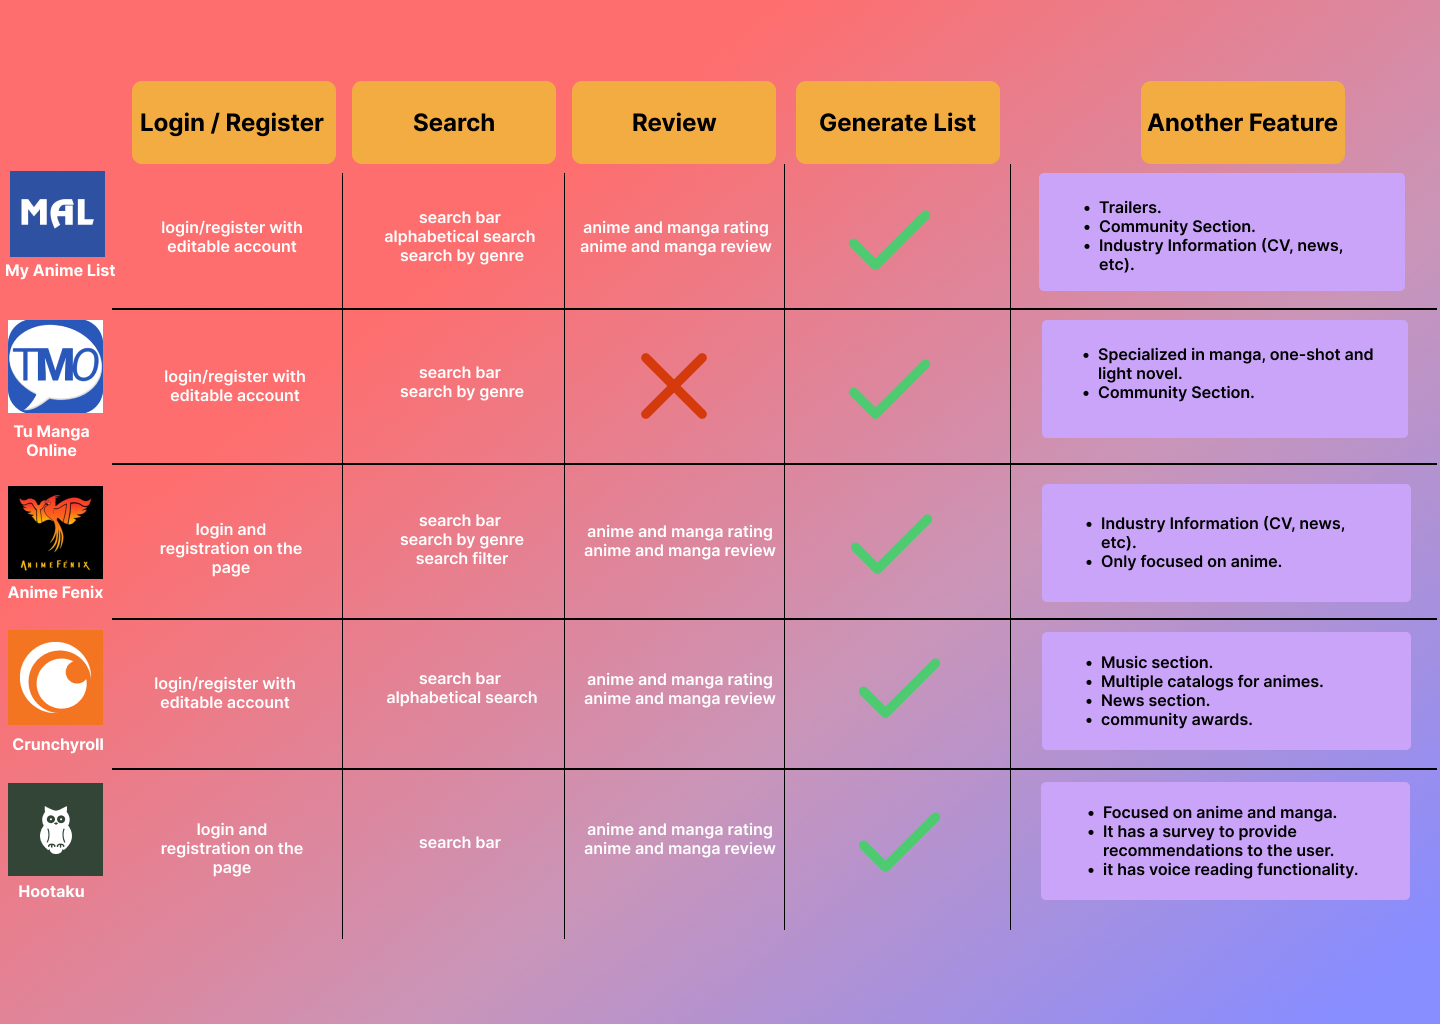 Login / Register
Search
Review
Generate List
Another Feature
MAL
My Anime List
login/register with
editable account
search bar
alphabetical search
search by genre
anime and manga rating
anime and manga review
• Trailers.
• Community Section.
• Industry Information (CV, news,
etc).
TMO
Tu Manga
Online
login/register with
editable account
search bar
search by genre
• Specialized in manga, one-shot and
light novel.
• Community Section.
ANIMEFÉNIX
Anime Fenix
login and
registration on the
page
search bar
search by genre
search filter
anime and manga rating
anime and manga review
• Industry Information (CV, news,
etc).
• Only focused on anime.
Crunchyroll
login/register with
editable account
search bar
alphabetical search
anime and manga rating
anime and manga review
• Music section.
• Multiple catalogs for animes.
• News section.
• community awards.
Hootaku
login and
registration on the
page
search bar
anime and manga rating
anime and manga review
• Focused on anime and manga.
• It has a survey to provide
recommendations to the user.
• it has voice reading functionality.